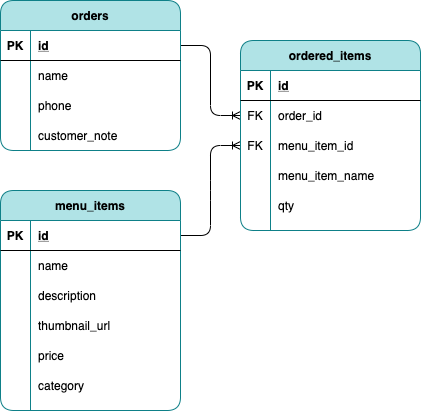 orders
PK id
name
phone
customer_note
ordered_items
PK id
FK order_id
FK menu_item_id
menu_item_name
qty
menu_items
PK id
name
description
thumbnail_url
price
category